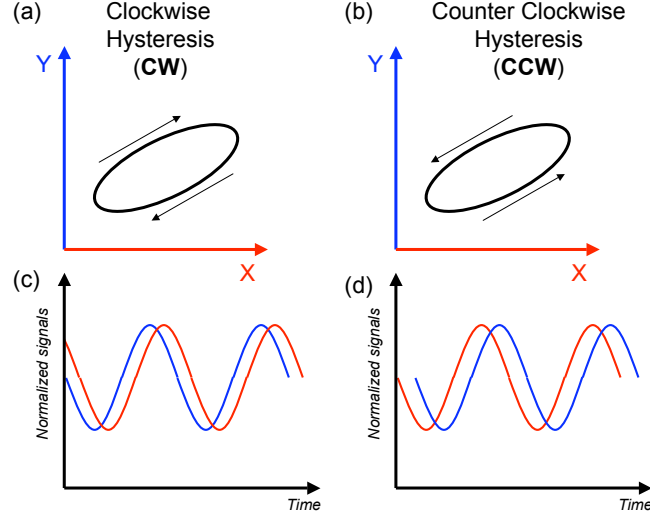 (a)
Clockwise
Hysteresis
(CW)
Y
X
(b)
Counter Clockwise
Hysteresis
(CCW)
Y
X
(c)
Normalized signals
Time
(d)
Normalized signals
Time